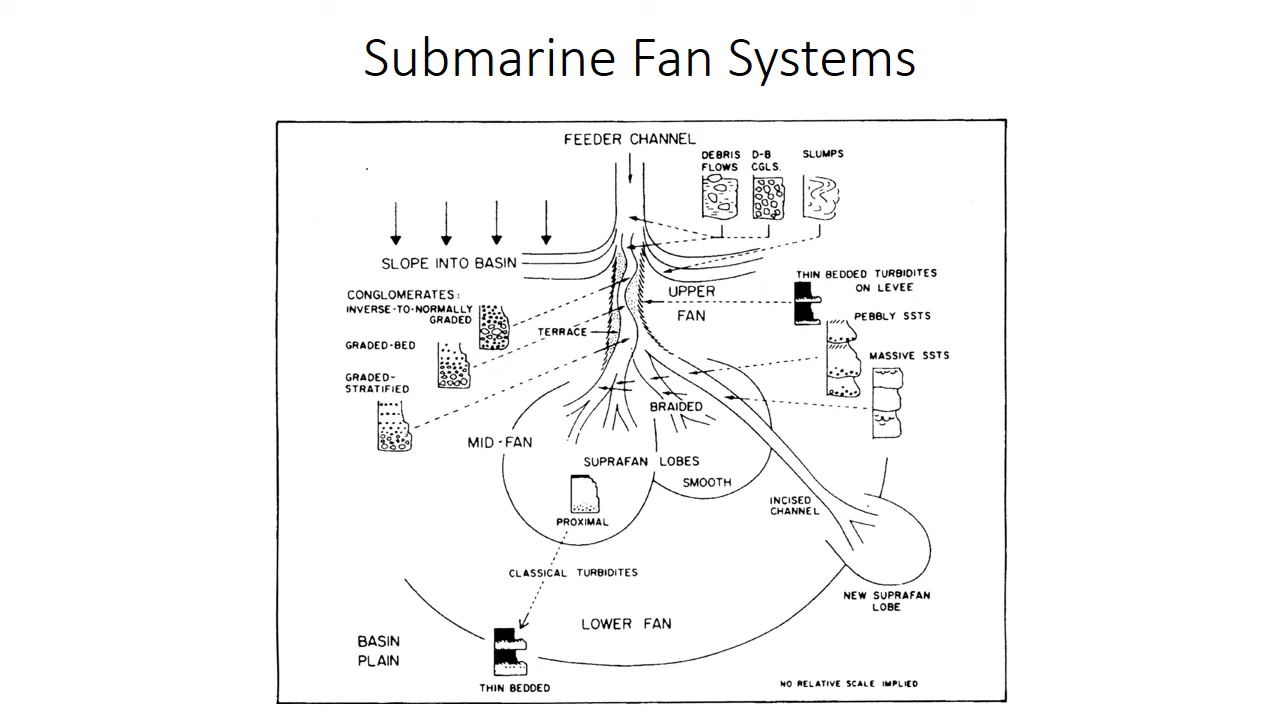 Submarine Fan Systems
FEEDER CHANNEL
DEBRIS
FLOWS
D-B
CGLS.
SLUMPS
SLOPE INTO BASIN
CONGLOMERATES:
INVERSE-TO-NORMALLY
GRADED
UPPER
FAN
THIN BEDDED TURBIDITES
ON LEVEE
PEBBLY SSTS
TERRACE
GRADED-BED
MASSIVE SSTS
GRADED-
STRATIFIED
BRAIDED
MID-FAN
SUPRAFAN LOBES
SMOOTH
INCISED
CHANNEL
PROXIMAL
CLASSICAL TURBIDITES
NEW SUPRAFAN
LOBE
LOWER FAN
BASIN
PLAIN
THIN BEDDED
NO RELATIVE SCALE IMPLIED